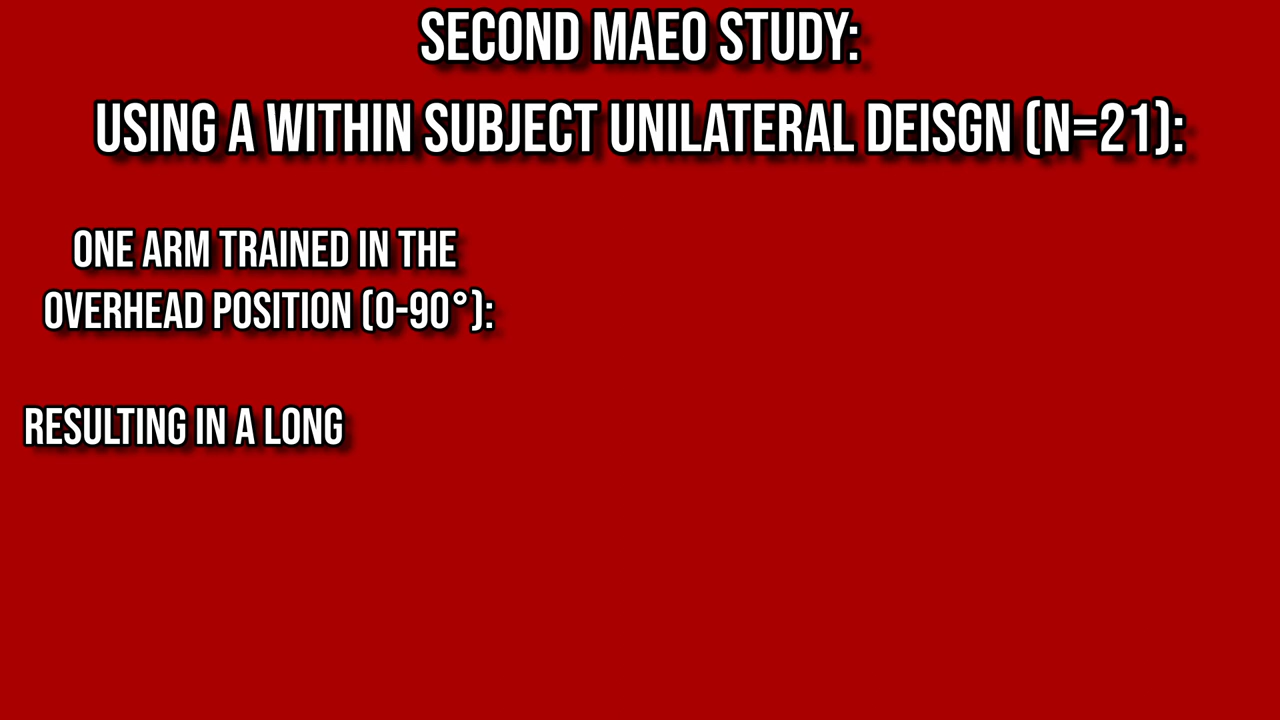 SECOND MAEO STUDY:
USING A WITHIN SUBJECT UNILATERAL DEISGN (N=21):
ONE ARM TRAINED IN THE
OVERHEAD POSITION (0-90°):
RESULTING IN A LONG